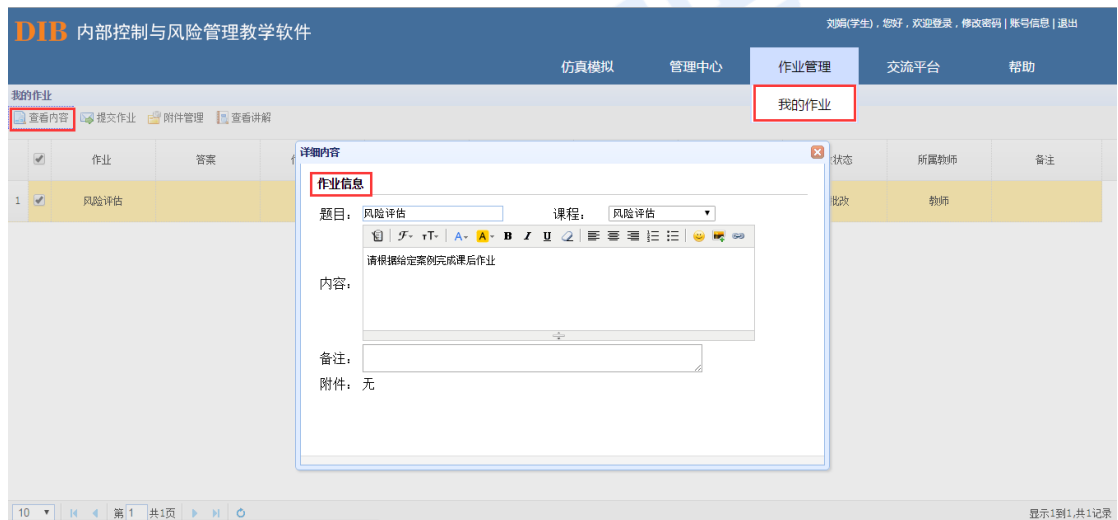 DIB 内部控制与风险管理教学软件
刘娟(学生)，您好，欢迎登录，修改密码 | 账号信息 | 退出
仿真模拟 管理中心 作业管理 交流平台 帮助
我的作业
我的作业
查看内容 提交作业 附件管理 查看讲解
作业 答案 状态 所属教师 备注
1 风险评估 批改 教师
详细内容
作业信息
题目： 风险评估 课程： 风险评估
请根据给定案例完成课后作业
内容：
备注：
附件： 无
10 第 1 共1页 显示1到1,共1记录